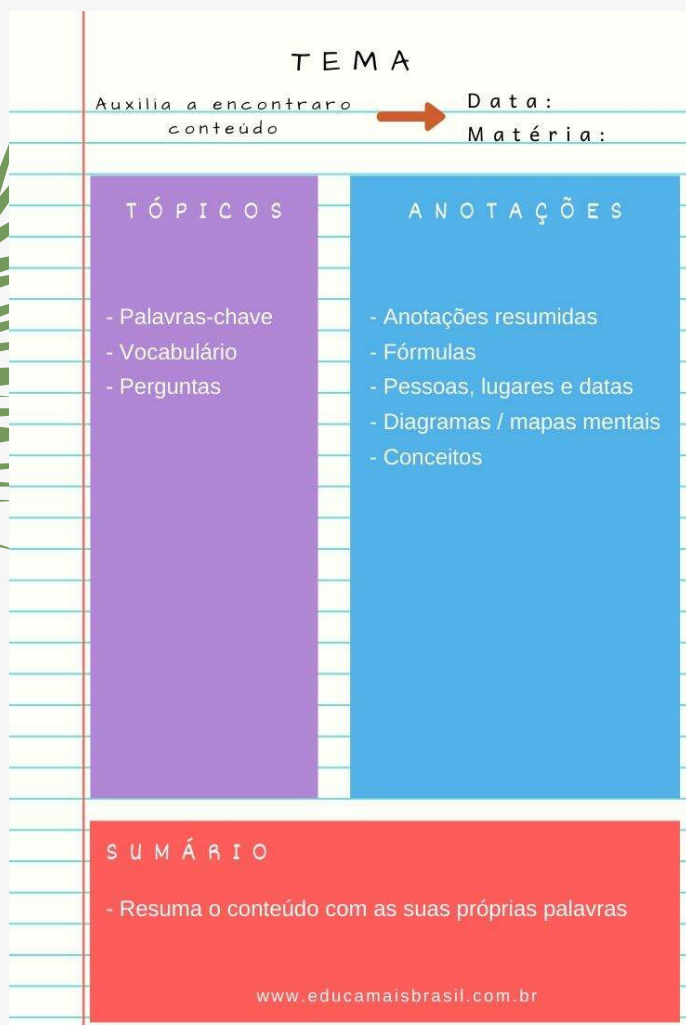 TEMA
Auxilia a encontraro
conteúdo
Data:
Matéria:
TÓPICOS
- Palavras-chave
- Vocabulário
- Perguntas
ANOTAÇÕES
- Anotações resumidas
- Fórmulas
- Pessoas, lugares e datas
- Diagramas / mapas mentais
- Conceitos
SUMÁRIO
- Resuma o conteúdo com as suas próprias palavras
www.educamaisbrasil.com.br